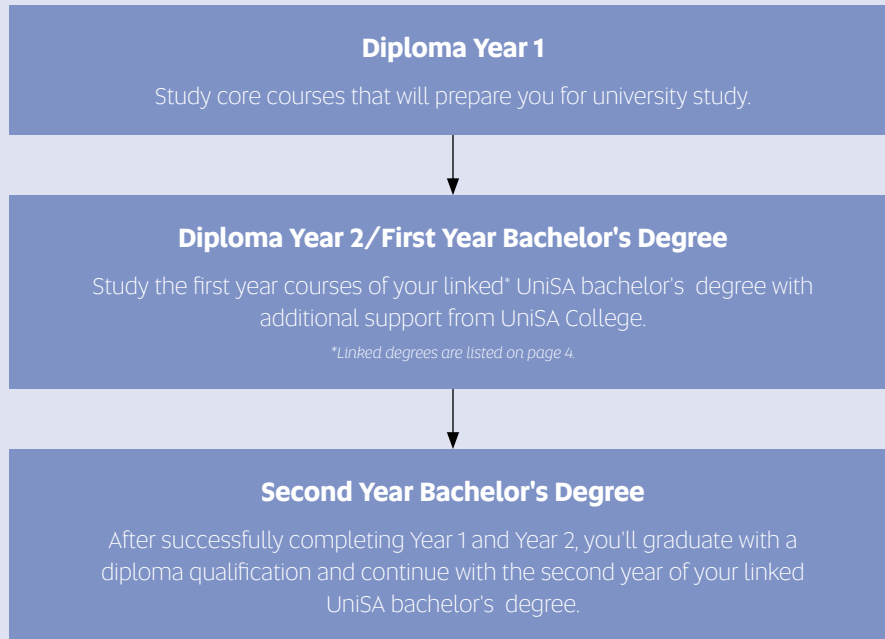 Diploma Year 1
Study core courses that will prepare you for university study.
Diploma Year 2/First Year Bachelor's Degree
Study the first year courses of your linked* UniSA bachelor's degree with
additional support from UniSA College.
*Linked degrees are listed on page 4.
Second Year Bachelor's Degree
After successfully completing Year 1 and Year 2, you'll graduate with a
diploma qualification and continue with the second year of your linked
UniSA bachelor's degree.